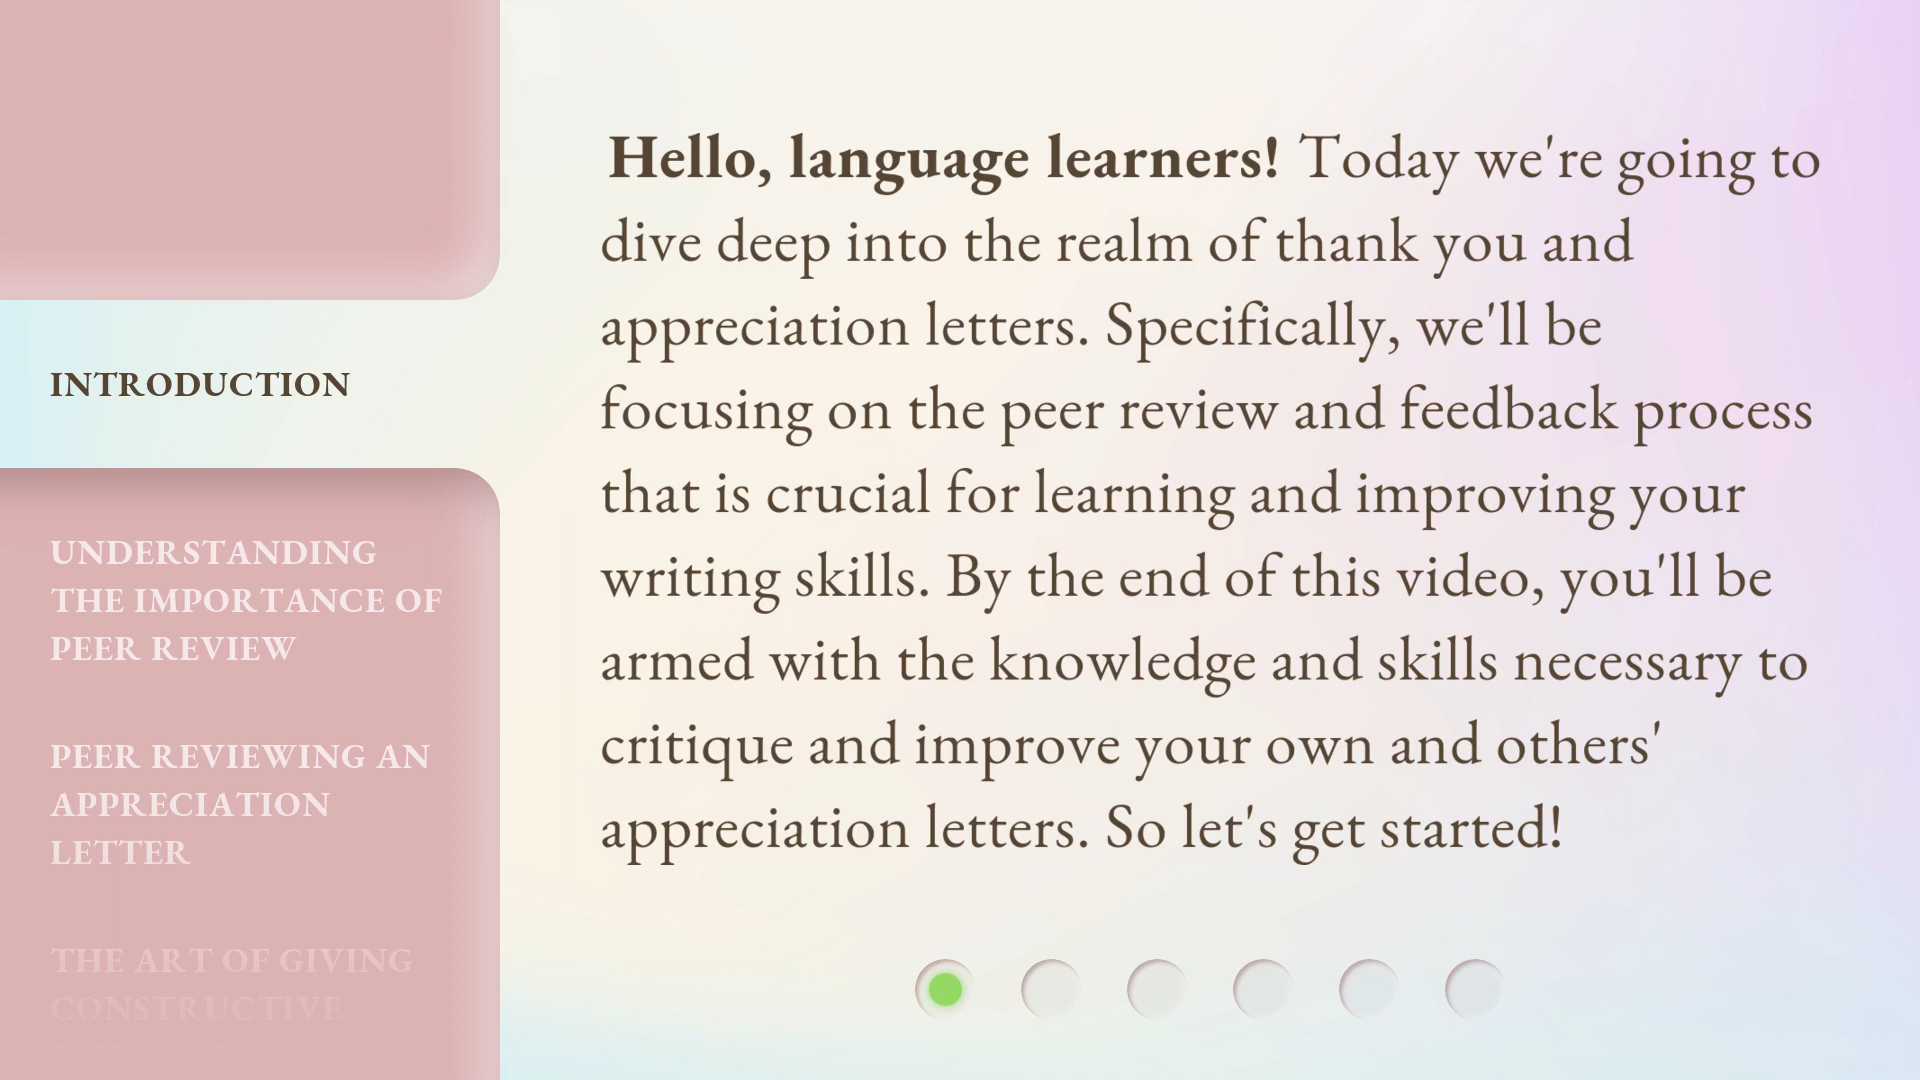 INTRODUCTION
UNDERSTANDING
THE IMPORTANCE OF
PEER REVIEW
PEER REVIEWING AN
APPRECIATION
LETTER
THE ART OF GIVING
CONSTRUCTIVE
FEEDBACK
Hello, language learners! Today we're going to
dive deep into the realm of thank you and
appreciation letters. Specifically, we'll be
focusing on the peer review and feedback process
that is crucial for learning and improving your
writing skills. By the end of this video, you'll be
armed with the knowledge and skills necessary to
critique and improve your own and others'
appreciation letters. So let's get started!